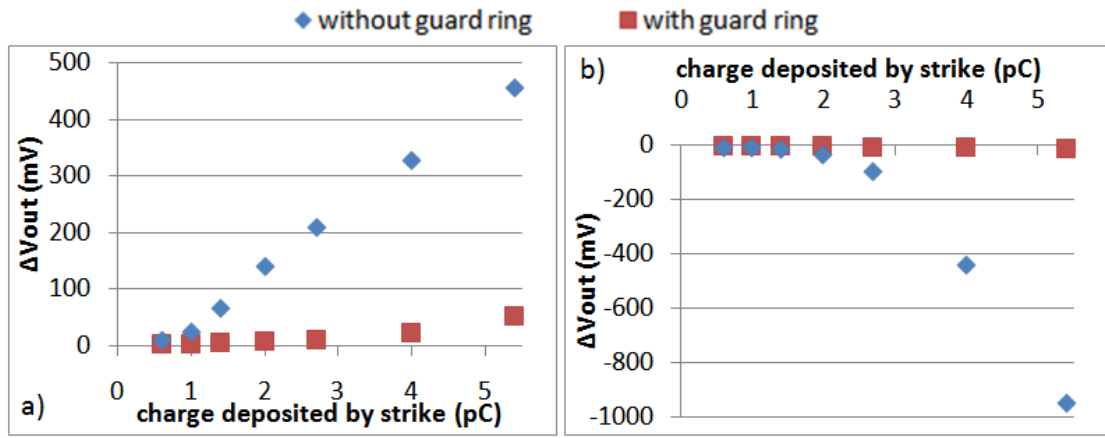 without guard ring with guard ring
500
400
300
200
100
0
ΔVout (mV)
0 1 2 3 4 5
charge deposited by strike (pC)
a)
b)
charge deposited by strike (pC)
0 1 2 3 4 5
0
-200
-400
-600
-800
-1000
ΔVout (mV)